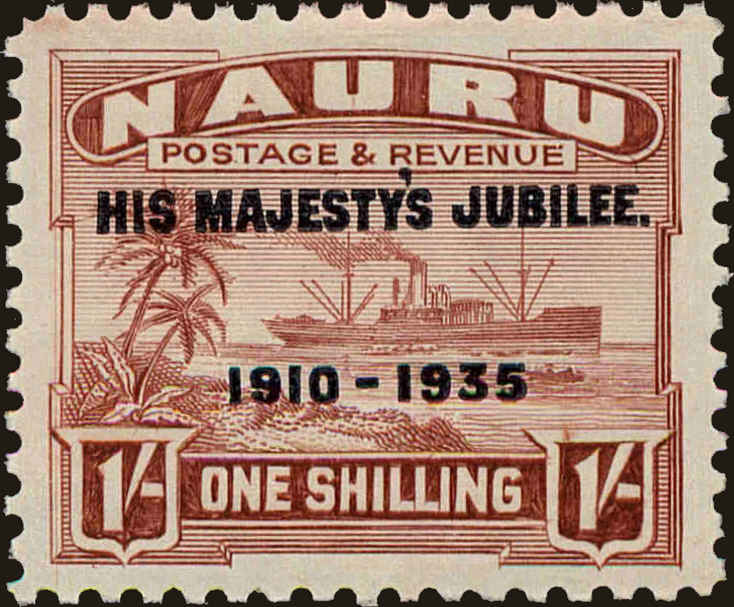 NAURU
POSTAGE & REVENUE
HIS MAJESTY'S JUBILEE.
1910 - 1935
1/- ONE SHILLING 1/-